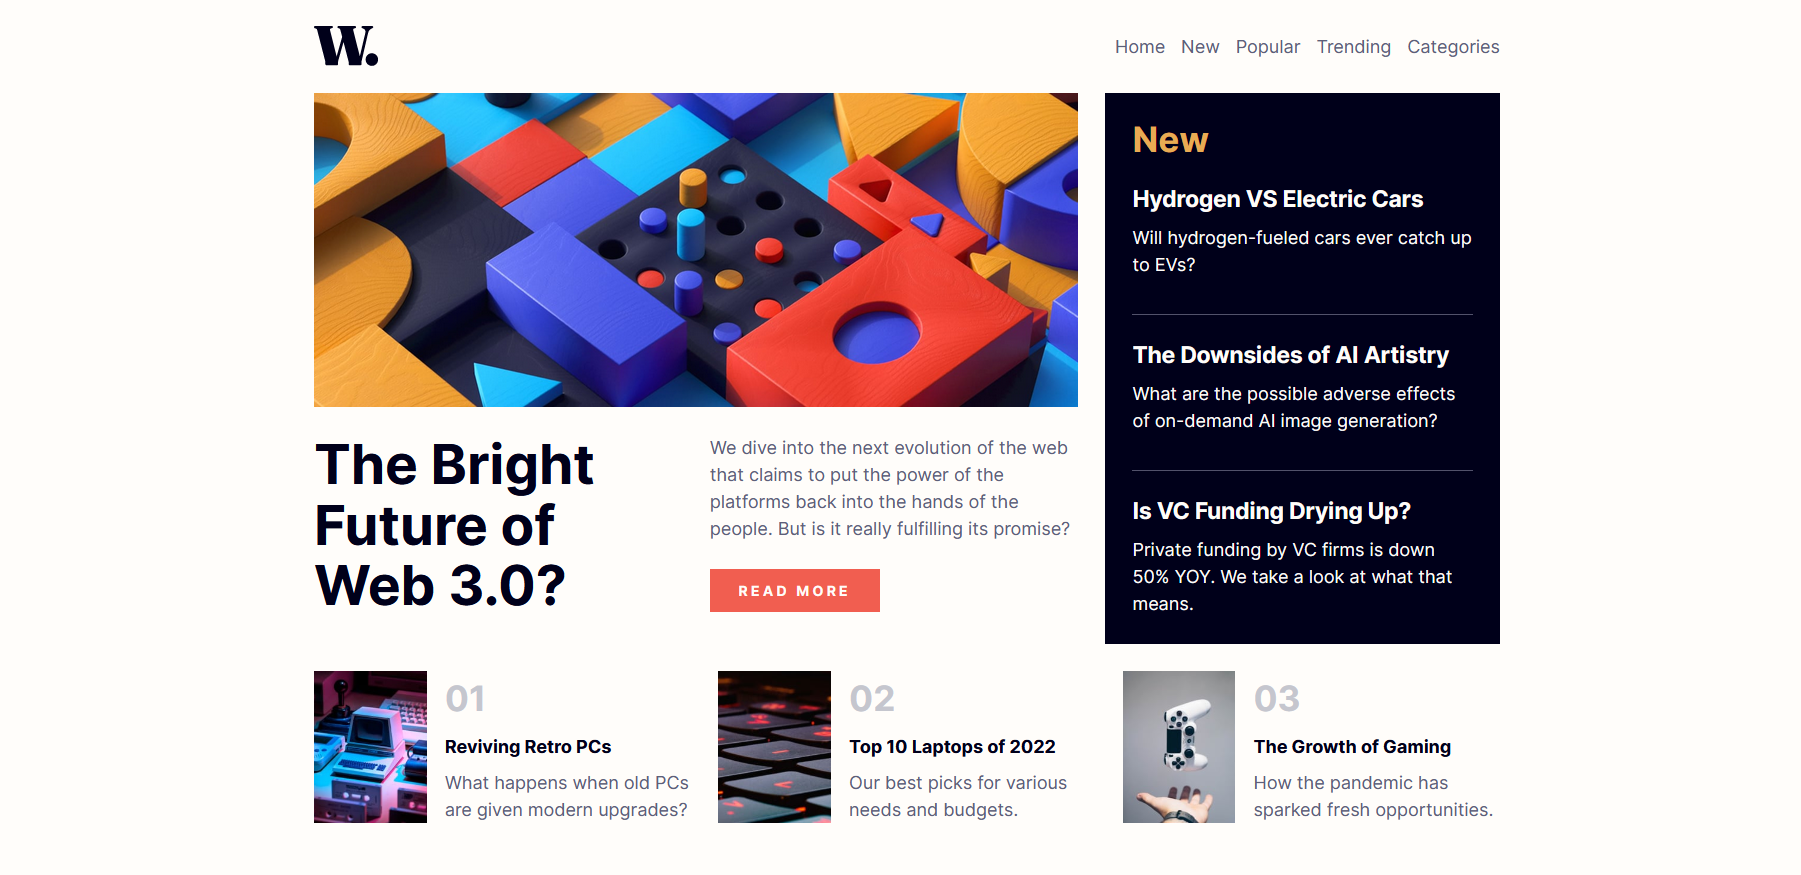 W.
Home New Popular Trending Categories
The Bright
Future of
Web 3.0?
We dive into the next evolution of the web
that claims to put the power of the
platforms back into the hands of the
people. But is it really fulfilling its promise?
READ MORE
New
Hydrogen VS Electric Cars
Will hydrogen-fueled cars ever catch up
to EVs?
The Downsides of AI Artistry
What are the possible adverse effects
of on-demand AI image generation?
Is VC Funding Drying Up?
Private funding by VC firms is down
50% YOY. We take a look at what that
means.
01
Reviving Retro PCs
What happens when old PCs
are given modern upgrades?
02
Top 10 Laptops of 2022
Our best picks for various
needs and budgets.
03
The Growth of Gaming
How the pandemic has
sparked fresh opportunities.